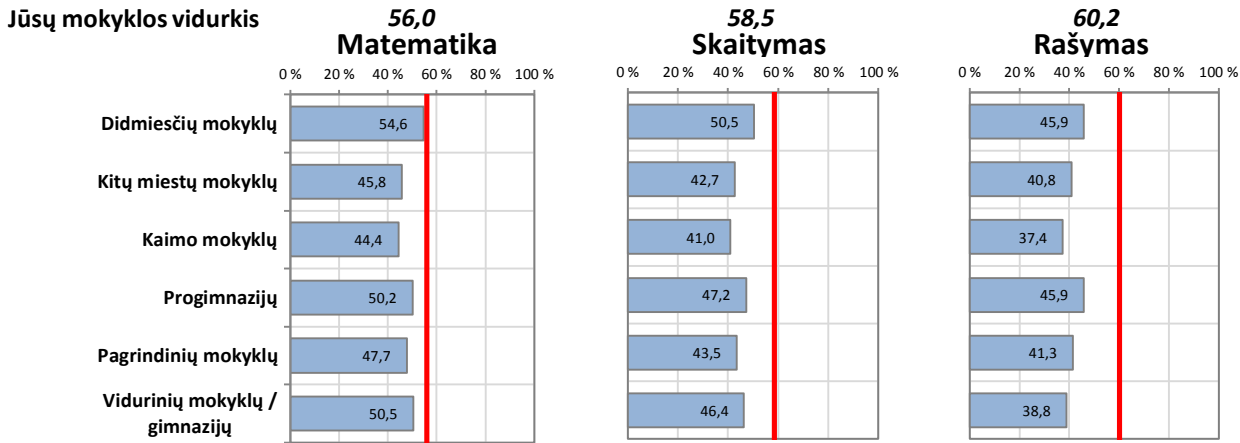 Jūsų mokyklos vidurkis 56,0 58,5 60,2
Matematika Skaitymas Rašymas
0 % 20 % 40 % 60 % 80 % 100 % 0 % 20 % 40 % 60 % 80 % 100 % 0 % 20 % 40 % 60 % 80 % 100 %
Didmiesčių mokyklų 54,6 50,5 45,9
Kitų miestų mokyklų 45,8 42,7 40,8
Kaimo mokyklų 44,4 41,0 37,4
Progimnazijų 50,2 47,2 45,9
Pagrindinių mokyklų 47,7 43,5 41,3
Vidurinių mokyklų /
gimnazijų 50,5 46,4 38,8